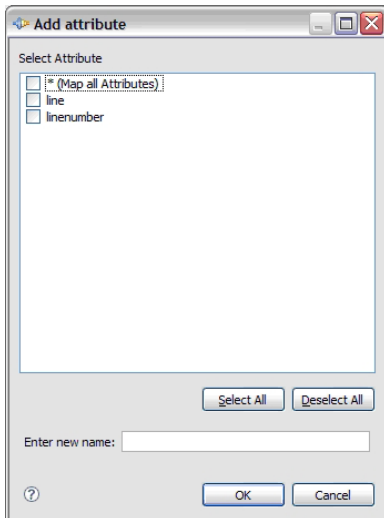 Add attribute
Select Attribute
* (Map all Attributes)
line
linenumber
Select All Deselect All
Enter new name:
? OK Cancel